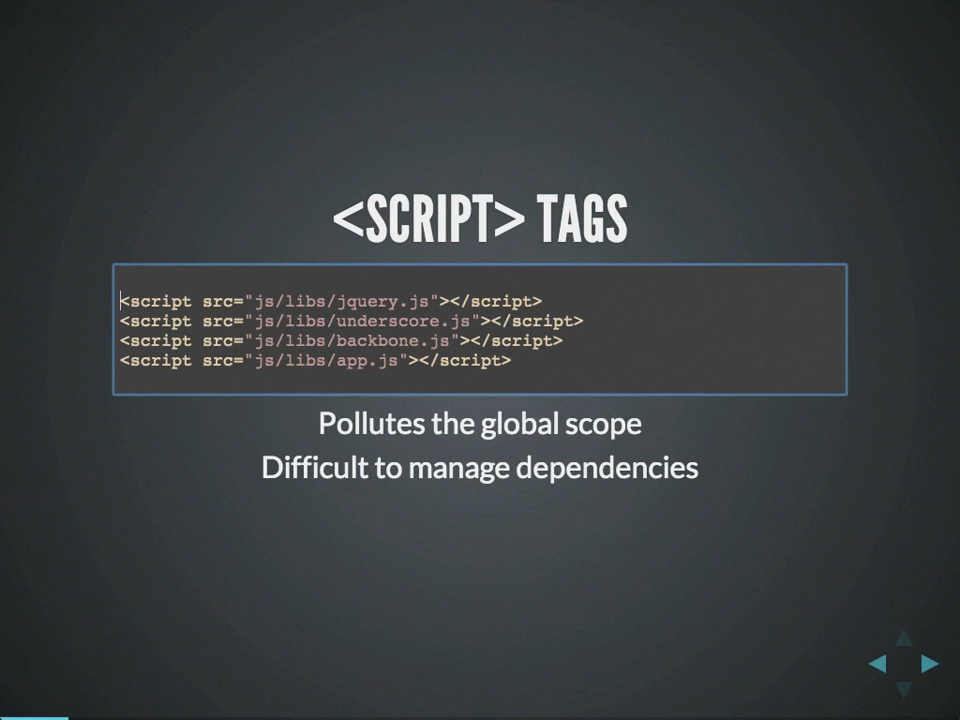 <SCRIPT> TAGS
<script src="js/libs/jquery.js"></script>
<script src="js/libs/underscore.js"></script>
<script src="js/libs/backbone.js"></script>
<script src="js/libs/app.js"></script>
Pollutes the global scope
Difficult to manage dependencies